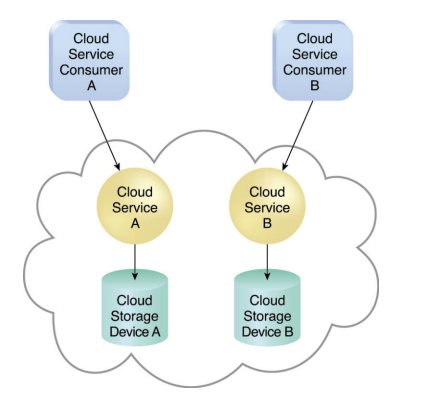 Cloud
Service
Consumer
A
Cloud
Service
Consumer
B
Cloud
Service
A
Cloud
Service
B
Cloud
Storage
Device A
Cloud
Storage
Device B